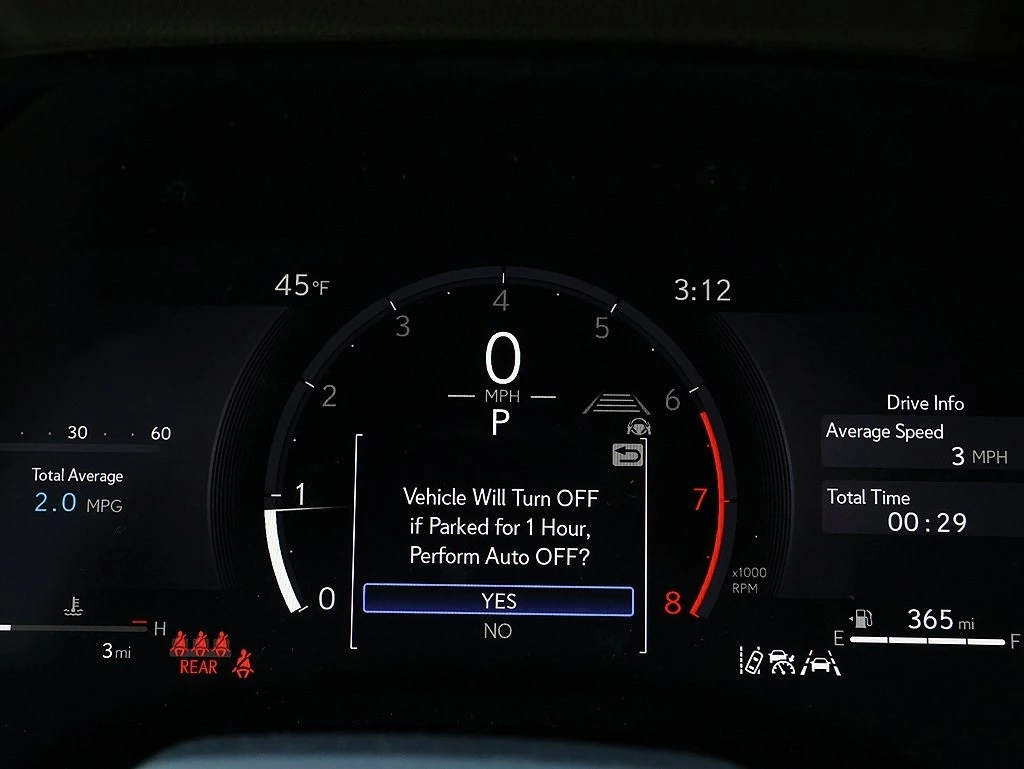 45°F
3:12
4
3
5
0
MPH
2
6
P
30
60
Drive Info
Average Speed
3 MPH
Total Average
2.0 MPG
1
7
Vehicle Will Turn OFF
if Parked for 1 Hour,
Perform Auto OFF?
Total Time
00:29
x1000
RPM
0
8
YES
NO
H
3 mi
REAR
365 mi
E
F